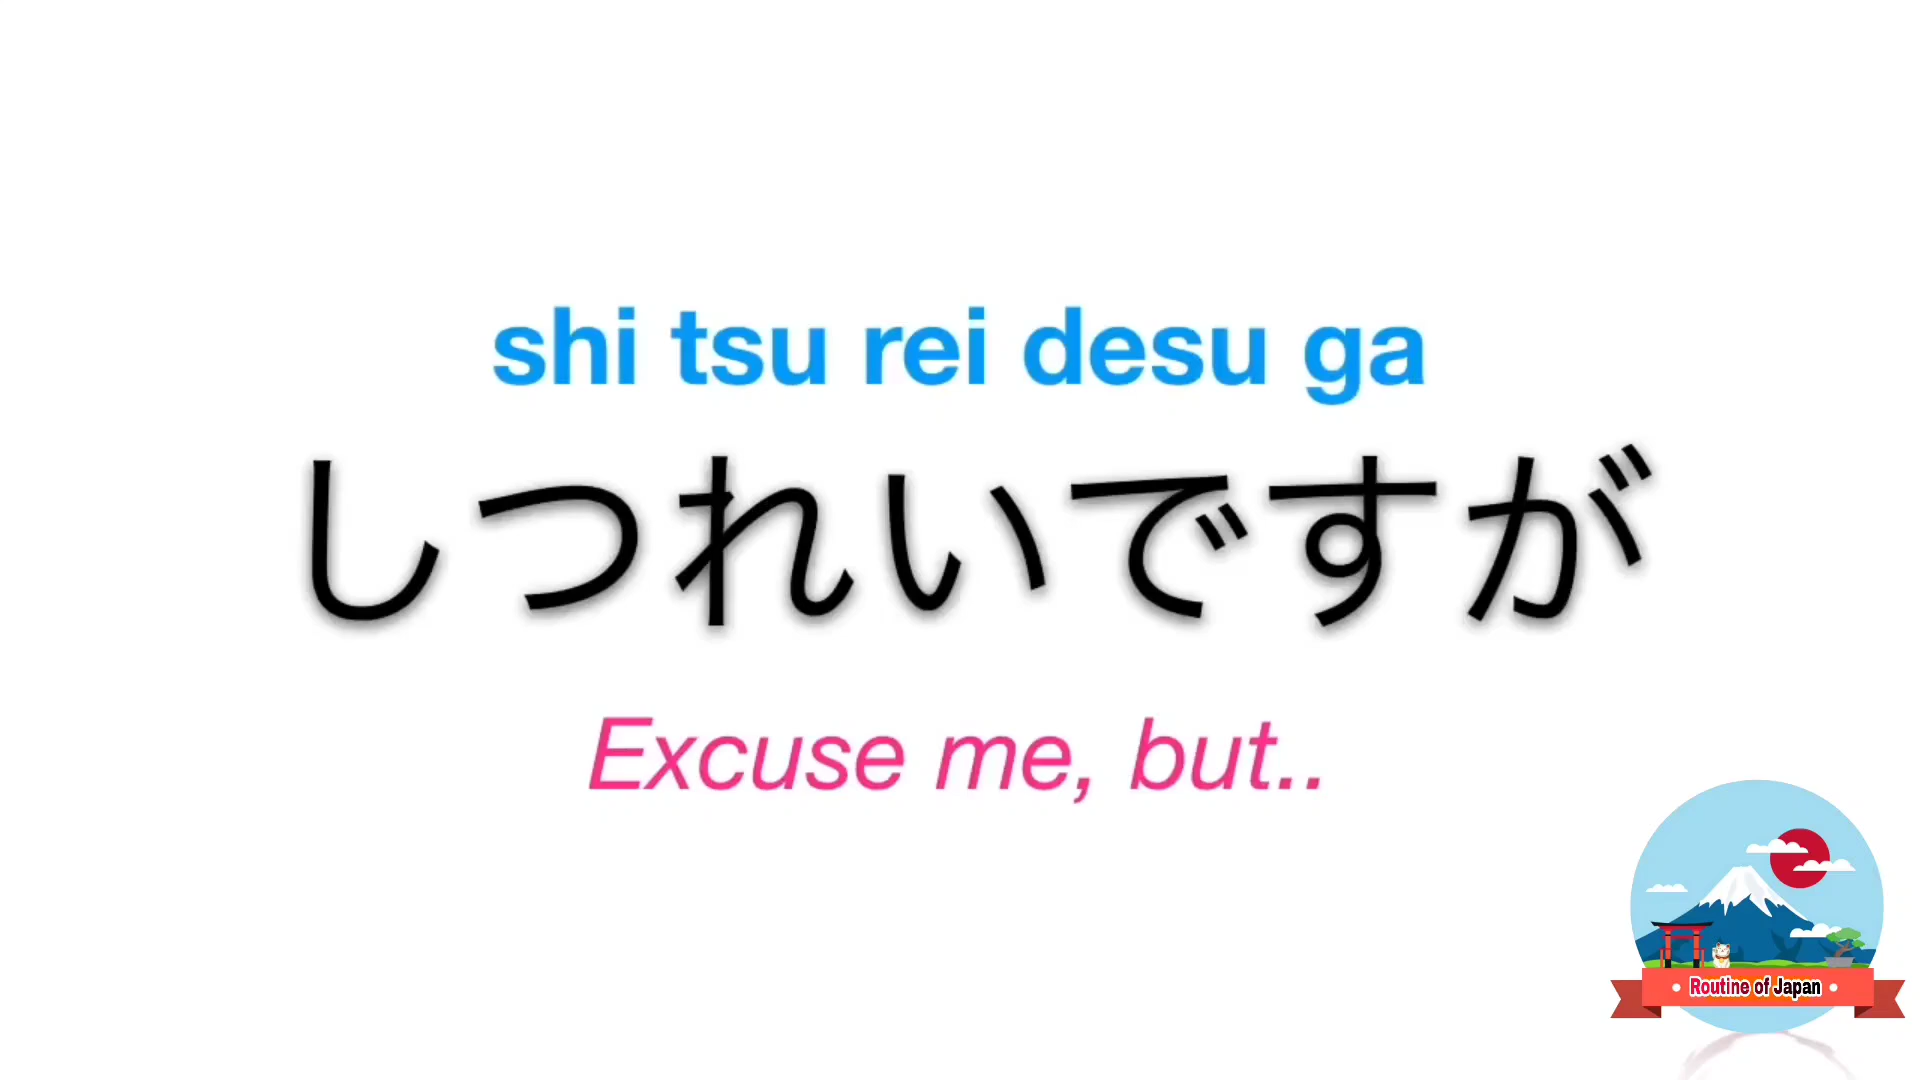 shi tsu rei desu ga
しつれいですが
Excuse me, but..
• Routine of Japan •